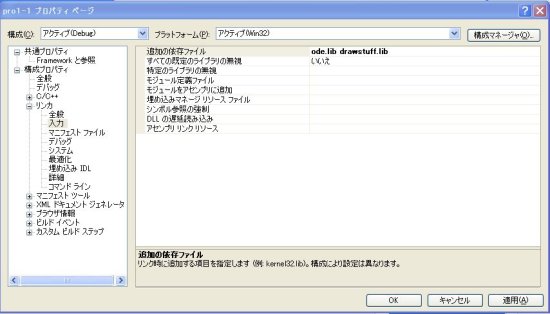 pro1-1 プロパティ ページ
構成(C): アクティブ(Debug) プラットフォーム(P): アクティブ(Win32) 構成マネージャ(O)...
共通プロパティ
Framework と参照
構成プロパティ
全般
デバッグ
C/C++
リンカ
全般
入力
マニフェスト ファイル
デバッグ
システム
最適化
埋め込み IDL
詳細
コマンド ライン
マニフェスト ツール
XML ドキュメント ジェネレータ
ブラウザ情報
ビルド イベント
カスタム ビルド ステップ
追加の依存ファイル ode.lib drawstuff.lib
すべての既定のライブラリの無視 いいえ
特定のライブラリの無視
モジュール定義ファイル
モジュールをアセンブリに追加
埋め込みマネージ リソース ファイル
シンボル参照の強制
DLL の遅延読み込み
アセンブリ リンク リソース
追加の依存ファイル
リンク時に追加する項目を指定します (例: kernel32.lib)。構成により設定は異なります。
OK キャンセル 適用(A)